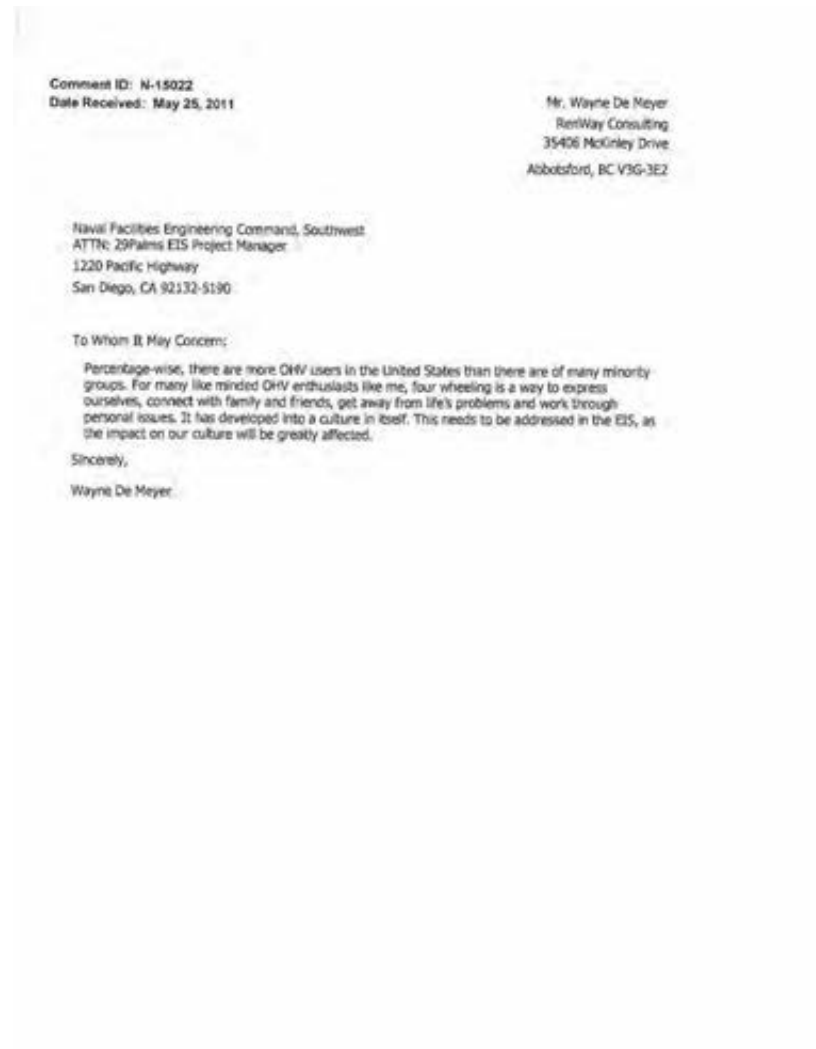 Comment ID: N-15022
Date Received: May 25, 2011
Mr. Wayne De Meyer
RenWay Consulting
35406 McKinley Drive
Abbotsford, BC V3G-3E2
Naval Facilities Engineering Command, Southwest
ATTN: 29Palms EIS Project Manager
1220 Pacific Highway
San Diego, CA 92132-5190
To Whom It May Concern:
Percentage-wise, there are more OHV users in the United States than there are of many minority
groups. For many like minded OHV enthusiasts like me, four wheeling is a way to express
ourselves, connect with family and friends, get away from life's problems and work through
personal issues. It has developed into a culture in itself. This needs to be addressed in the EIS, as
the impact on our culture will be greatly affected.
Sincerely,
Wayne De Meyer